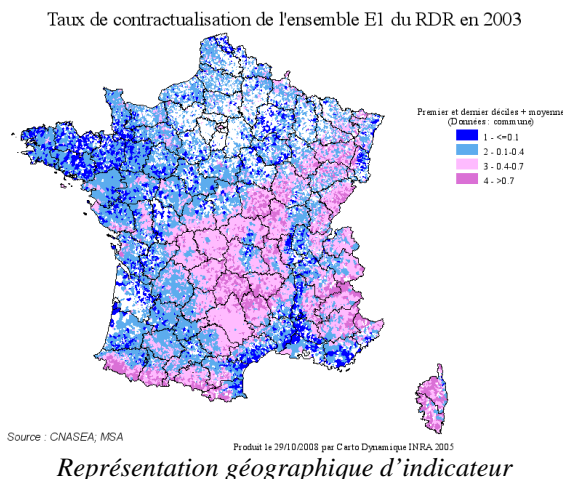 Taux de contractualisation de l'ensemble E1 du RDR en 2003
Premier et dernier déciles + moyenne
(Données : commune)
1 - <=0.1
2 - 0.1-0.4
3 - 0.4-0.7
4 - >0.7
Source : CNASEA; MSA
Produit le 29/10/2008 par Carto Dynamique INRA 2005
Représentation géographique d'indicateur